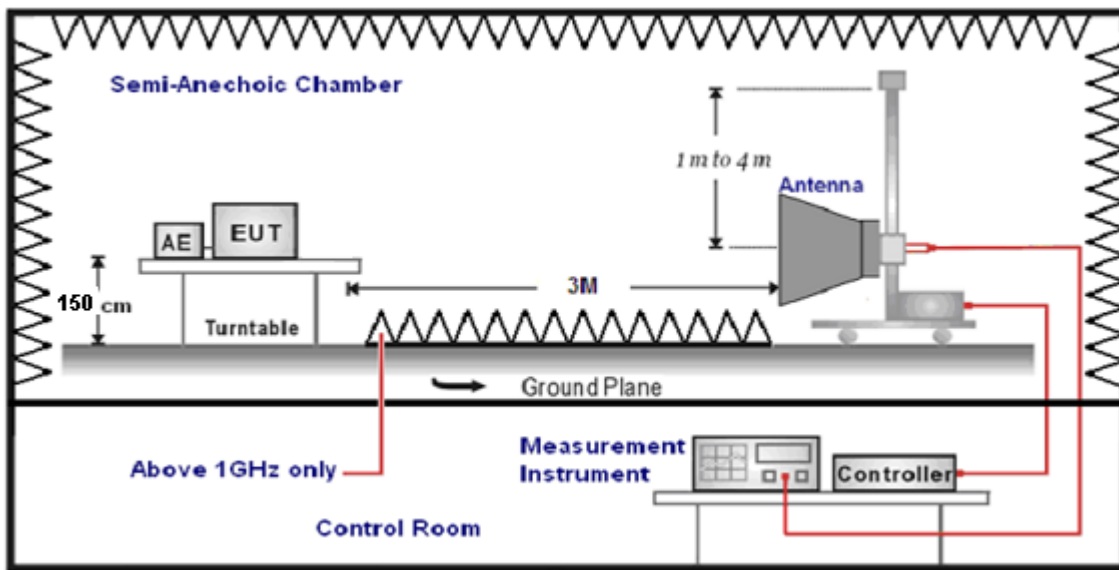 Semi-Anechoic Chamber
1 m to 4 m
Antenna
AE
EUT
150 cm
3M
Turntable
Ground Plane
Above 1GHz only
Measurement
Instrument
Controller
Control Room